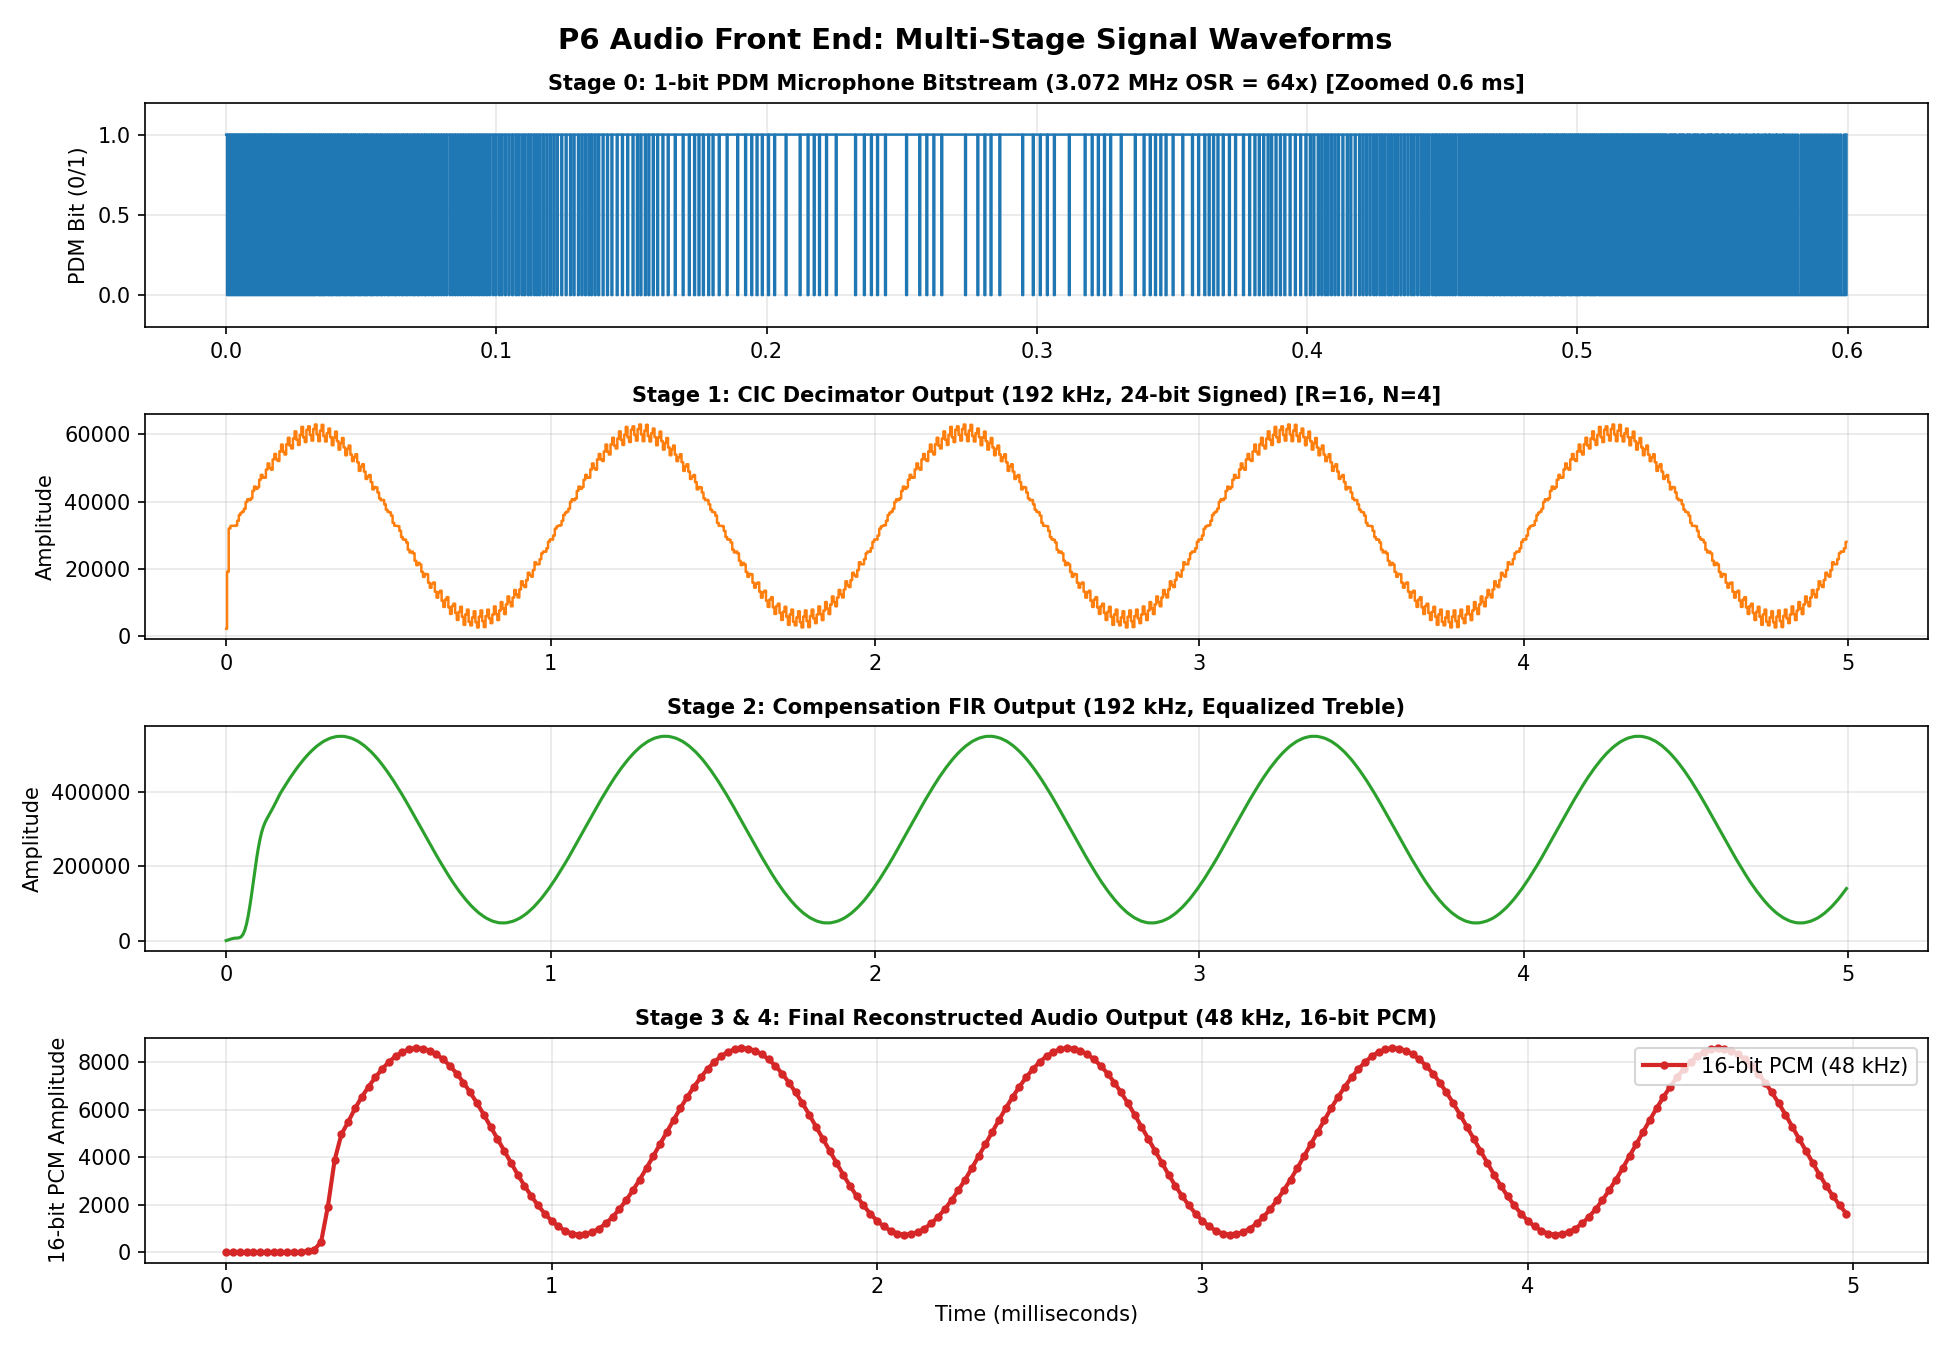 P6 Audio Front End: Multi-Stage Signal Waveforms
Stage 0: 1-bit PDM Microphone Bitstream (3.072 MHz OSR = 64x) [Zoomed 0.6 ms]
PDM Bit (0/1)
1.0
0.5
0.0
0.0 0.1 0.2 0.3 0.4 0.5 0.6
Stage 1: CIC Decimator Output (192 kHz, 24-bit Signed) [R=16, N=4]
Amplitude
60000
40000
20000
0
0 1 2 3 4 5
Stage 2: Compensation FIR Output (192 kHz, Equalized Treble)
Amplitude
400000
200000
0
0 1 2 3 4 5
Stage 3 & 4: Final Reconstructed Audio Output (48 kHz, 16-bit PCM)
16-bit PCM Amplitude
8000
6000
4000
2000
0
16-bit PCM (48 kHz)
0 1 2 3 4 5
Time (milliseconds)